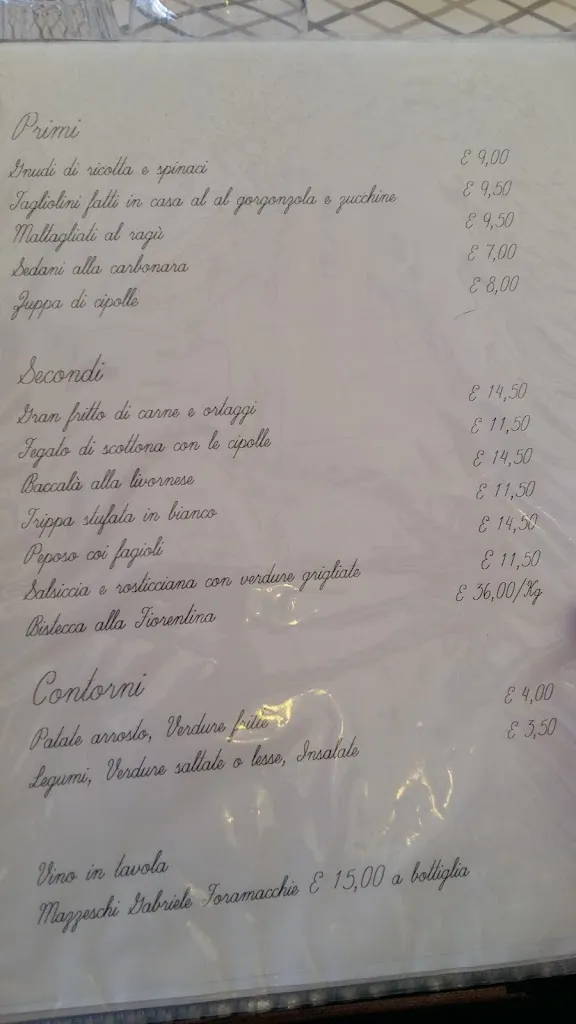 Primi
Gnudi di ricotta e spinaci € 9,00
Tagliolini fatti in casa al al gorgonzola e zucchine € 9,50
Maltagliati al ragù € 9,50
Sedani alla carbonara € 7,00
Zuppa di cipolle € 8,00
Secondi
Gran fritto di carne e ortaggi € 14,50
Fegato di scottona con le cipolle € 11,50
Baccalà alla livornese € 14,50
Trippa stufata in bianco € 11,50
Peposo coi fagioli € 14,50
Salsiccia e rosticciana con verdure grigliate € 11,50
Bistecca alla Fiorentina € 36,00/Kg
Contorni
Patate arrosto, Verdure fritte € 4,00
Legumi, Verdure saltate o lesse, Insalate € 3,50
Vino in tavola
Mazzeschi Gabriele Foramacchie € 15,00 a bottiglia